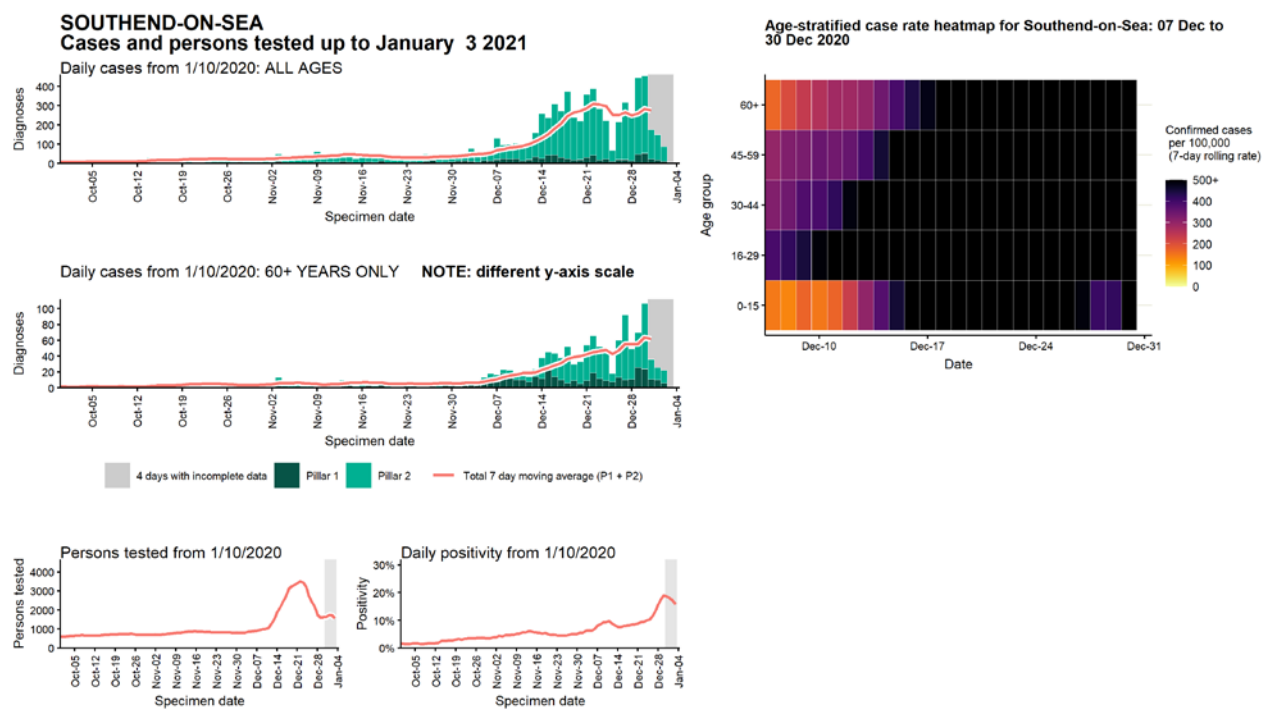 SOUTHEND-ON-SEA
Cases and persons tested up to January 3 2021
Daily cases from 1/10/2020: ALL AGES
Diagnoses
400
300
200
100
0
Oct-05 Oct-12 Oct-19 Oct-26 Nov-02 Nov-09 Nov-16 Nov-23 Nov-30 Dec-07 Dec-14 Dec-21 Dec-28 Jan-04
Specimen date
Daily cases from 1/10/2020: 60+ YEARS ONLY NOTE: different y-axis scale
Diagnoses
100
80
60
40
20
0
Oct-05 Oct-12 Oct-19 Oct-26 Nov-02 Nov-09 Nov-16 Nov-23 Nov-30 Dec-07 Dec-14 Dec-21 Dec-28 Jan-04
Specimen date
4 days with incomplete data Pillar 1 Pillar 2 Total 7 day moving average (P1 + P2)
Persons tested from 1/10/2020
Persons tested
4000
3000
2000
1000
0
Oct-05 Oct-12 Oct-19 Oct-26 Nov-02 Nov-09 Nov-16 Nov-23 Nov-30 Dec-07 Dec-14 Dec-21 Dec-28 Jan-04
Specimen date
Daily positivity from 1/10/2020
Positivity
30%
20%
10%
0%
Oct-05 Oct-12 Oct-19 Oct-26 Nov-02 Nov-09 Nov-16 Nov-23 Nov-30 Dec-07 Dec-14 Dec-21 Dec-28 Jan-04
Specimen date
Age-stratified case rate heatmap for Southend-on-Sea: 07 Dec to
30 Dec 2020
Age group
60+
45-59
30-44
16-29
0-15
Dec-10 Dec-17 Dec-24 Dec-31
Date
Confirmed cases
per 100,000
(7-day rolling rate)
500+
400
300
200
100
0